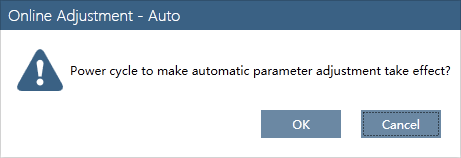 Online Adjustment - Auto
Power cycle to make automatic parameter adjustment take effect?
OK
Cancel